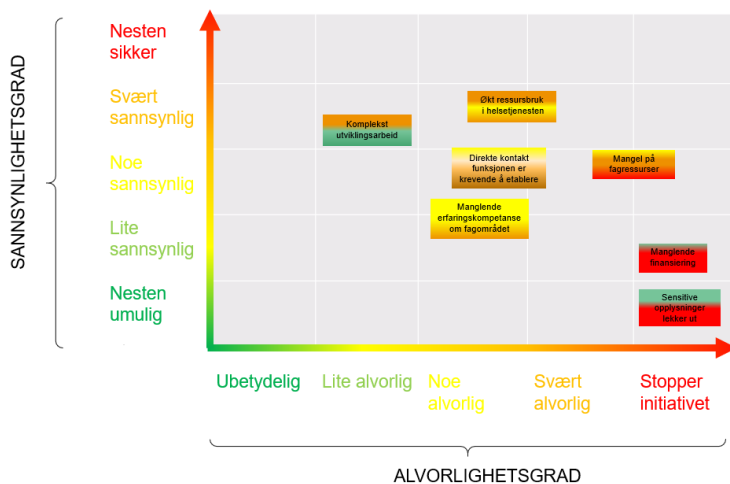 SANNSYNLIGHETSGRAD
Nesten
sikker
Svært
sannsynlig
Noe
sannsynlig
Lite
sannsynlig
Nesten
umulig
Økt ressursbruk
i helsetjenesten
Komplekst
utviklingsarbeid
Direkte kontakt
funksjonen er
krevende å etablere
Mangel på
fagressurser
Manglende
erfaringskompetanse
om fagområdet
Manglende
finansiering
Sensitive
opplysninger
lekker ut
Ubetydelig
Lite alvorlig
Noe
alvorlig
Svært
alvorlig
Stopper
initiativet
ALVORLIGHETSGRAD